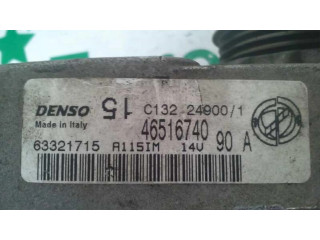 DENSO 15 C132-24900/1
Made in Italy 46516740 90 A
63321715 A115IM 14V